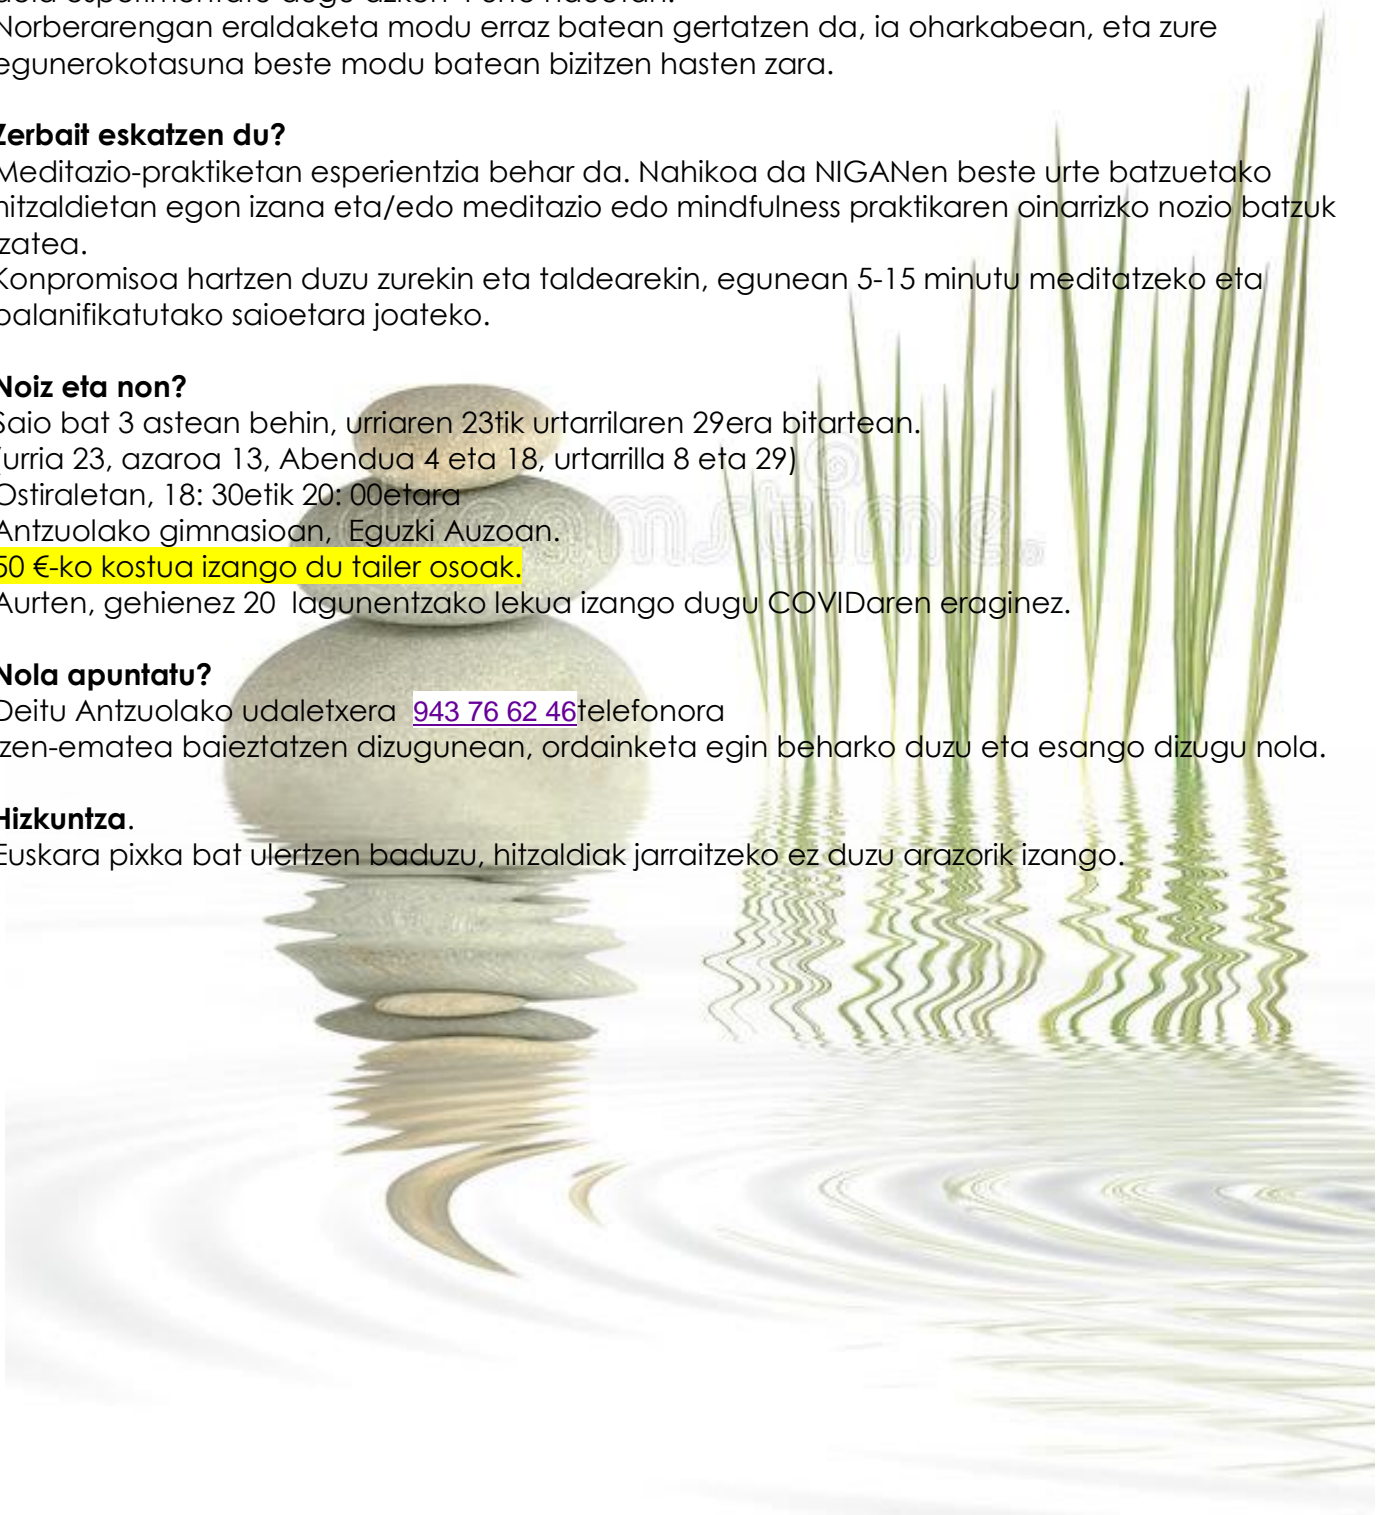 Norberarengan eraldaketa modu erraz batean gertatzen da, ia oharkabean, eta zure
egunerokotasuna beste modu batean bizitzen hasten zara.
Zerbait eskatzen du?
Meditazio-praktiketan esperientzia behar da. Nahikoa da NIGANen beste urte batzuetako
hitzaldietan egon izana eta/edo meditazio edo mindfulness praktikaren oinarrizko nozio batzuk
izatea.
Konpromisoa hartzen duzu zurekin eta taldearekin, egunean 5-15 minutu meditatzeko eta
palanifikatutako saioetara joateko.
Noiz eta non?
Saio bat 3 astean behin, urriaren 23tik urtarrilaren 29era bitartean.
(urria 23, azaroa 13, Abendua 4 eta 18, urtarrilla 8 eta 29)
Ostiraletan, 18: 30etik 20: 00etara
Antzuolako gimnasioan, Eguzki Auzoan.
50 €-ko kostua izango du tailer osoak.
Aurten, gehienez 20 lagunentzako lekua izango dugu COVIDaren eraginez.
Nola apuntatu?
Deitu Antzuolako udaletxera 943 76 62 46telefonora
Izen-ematea baieztatzen dizugunean, ordainketa egin beharko duzu eta esango dizugu nola.
Hizkuntza.
Euskara pixka bat ulertzen baduzu, hitzaldiak jarraitzeko ez duzu arazorik izango.